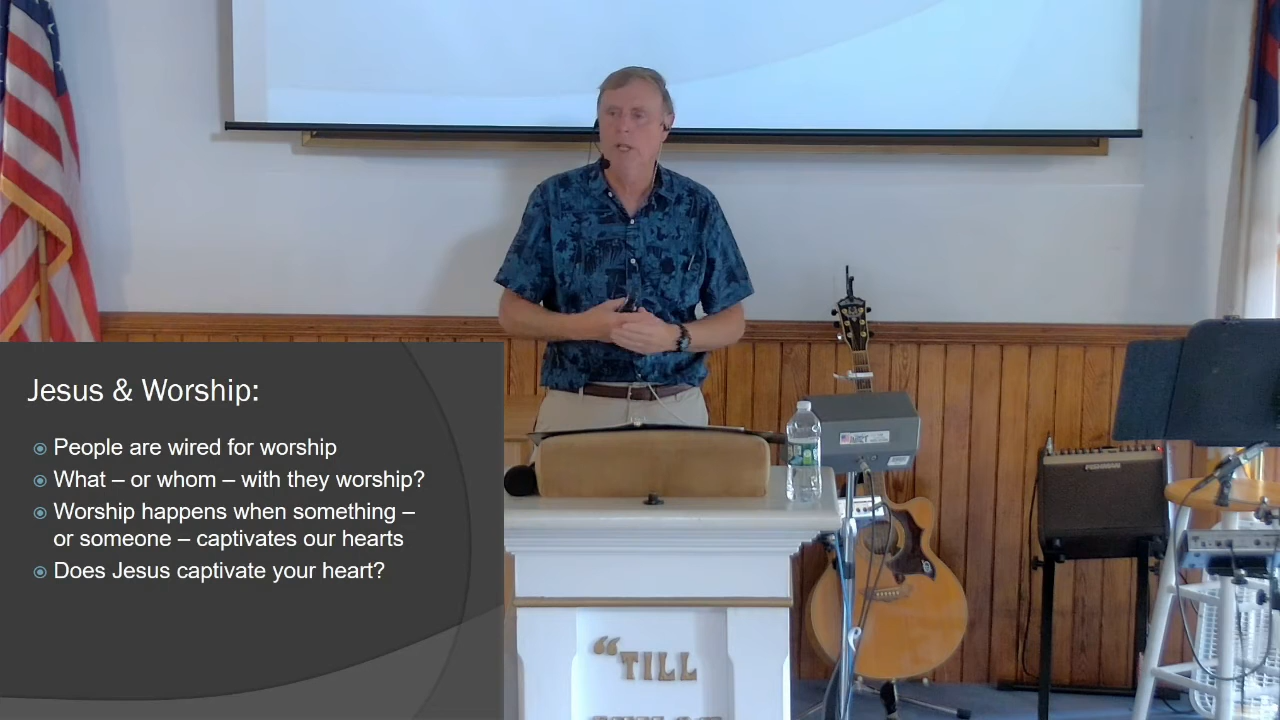 Jesus & Worship:
People are wired for worship
What – or whom – with they worship?
Worship happens when something –
or someone – captivates our hearts
Does Jesus captivate your heart?
FISHMAN
“TILL